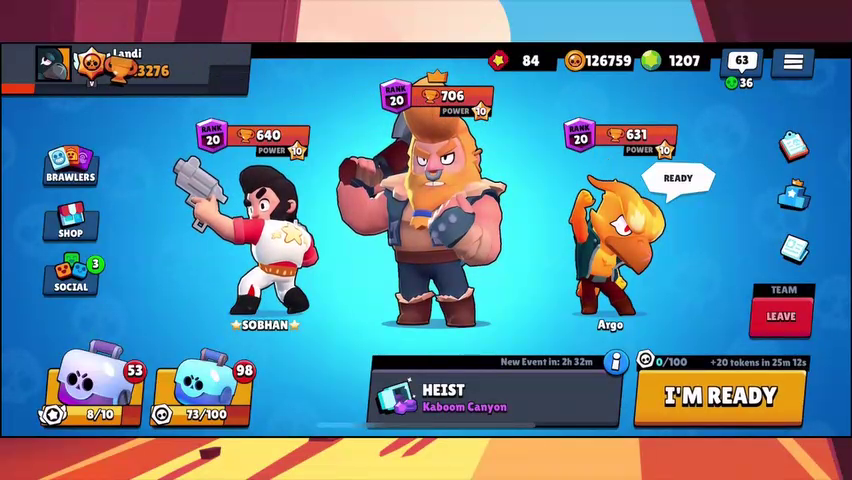 Landi
V
3276
84
126759
1207
63
36
RANK
20
706
POWER 10
RANK
20
640
POWER 10
RANK
20
631
POWER 10
READY
BRAWLERS
SHOP
3
SOCIAL
SOBHAN
Argo
TEAM
LEAVE
53
8/10
98
73/100
New Event in: 2h 32m
i
HEIST
Kaboom Canyon
0/100
+20 tokens in 25m 12s
I'M READY